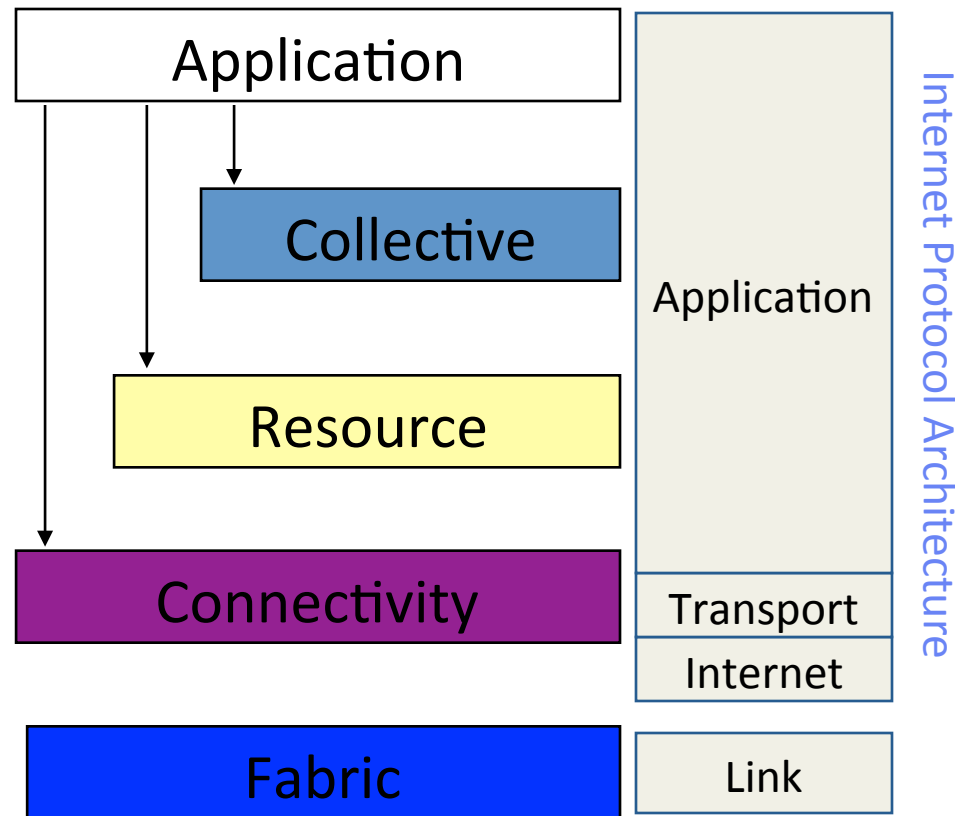 Application
Collective
Resource
Connectivity
Fabric
Application
Transport
Internet
Link
Internet Protocol Architecture